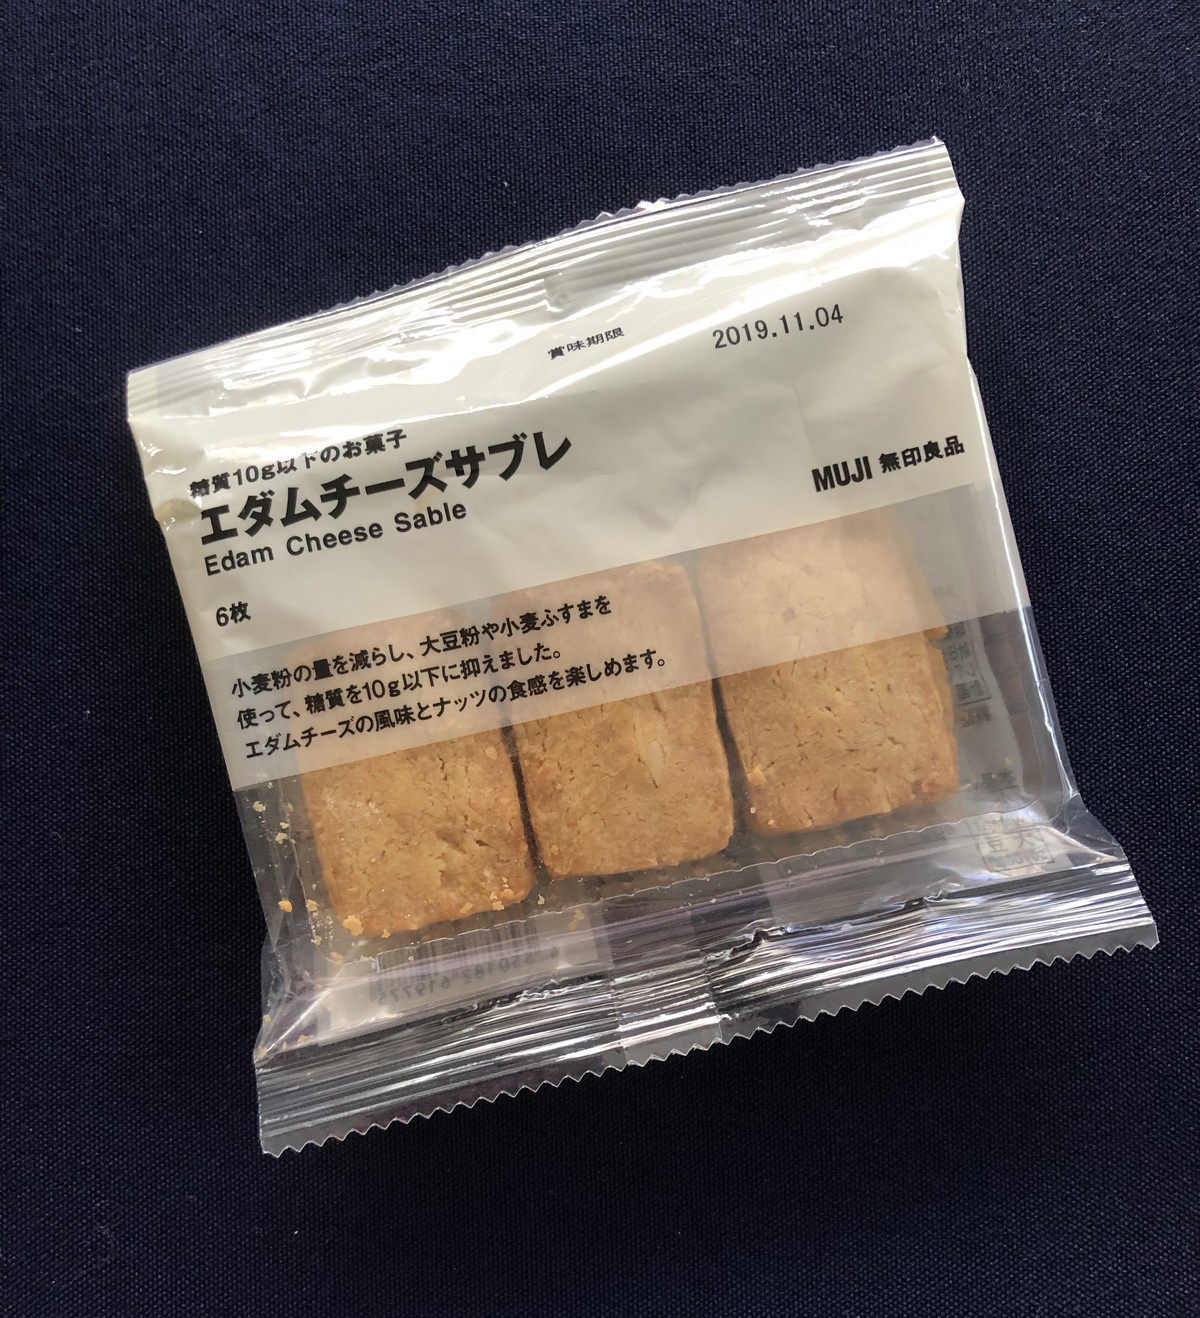 賞味期限 2019.11.04
糖質10g以下のお菓子
エダムチーズサブレ
Edam Cheese Sable
MUJI 無印良品
6枚
小麦粉の量を減らし、大豆粉や小麦ふすまを
使って、糖質を10g以下に抑えました。
エダムチーズの風味とナッツの食感を楽しめます。
4 550182 619775